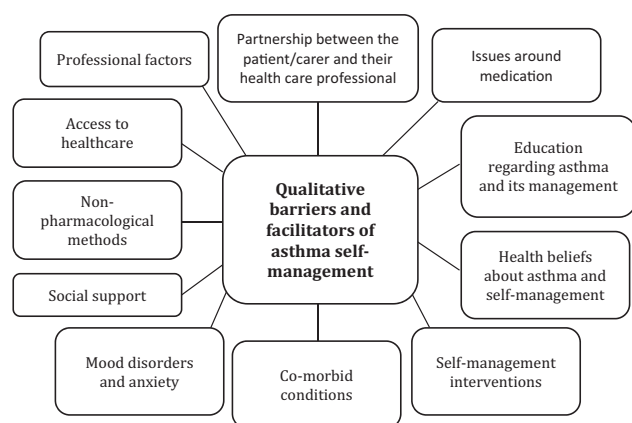 Partnership between the
patient/carer and their
health care professional
Professional factors
Issues around
medication
Access to
healthcare
Education
regarding asthma
and its management
Qualitative
barriers and
facilitators of
asthma self-
management
Non-
pharmacological
methods
Health beliefs
about asthma and
self-management
Social support
Mood disorders
and anxiety
Co-morbid
conditions
Self-management
interventions